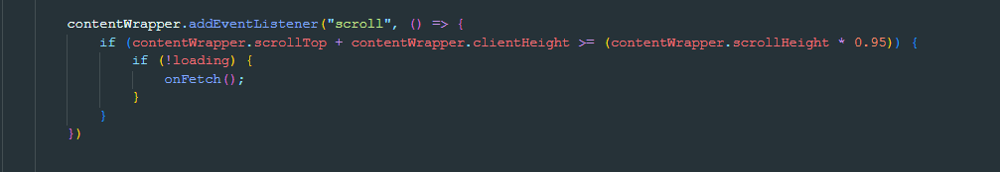 contentWrapper.addEventListener("scroll", () => {
if (contentWrapper.scrollTop + contentWrapper.clientHeight >= (contentWrapper.scrollHeight * 0.95)) {
if (!loading) {
onFetch();
}
}
})